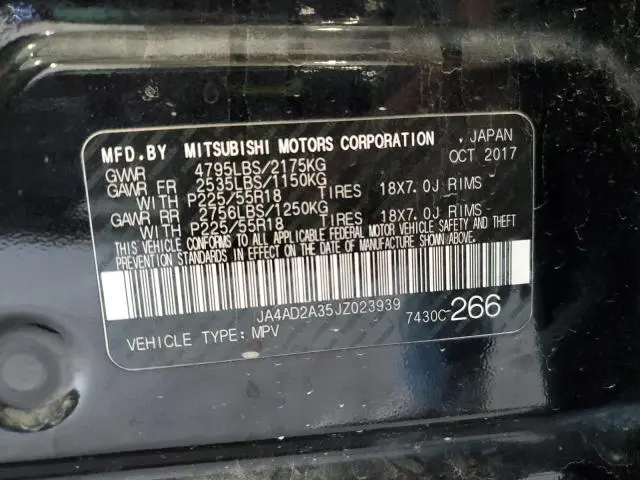 MFD.BY MITSUBISHI MOTORS CORPORATION , JAPAN
GVWR 4795LBS/2175KG OCT 2017
GAWR FR 2535LBS/1150KG
WITH P225/55R18 TIRES 18X7.0J RIMS
GAWR RR 2756LBS/1250KG
WITH P225/55R18 TIRES 18X7.0J RIMS
THIS VEHICLE CONFORMS TO ALL APPLICABLE FEDERAL MOTOR VEHICLE SAFETY AND THEFT
PREVENTION STANDARDS IN EFFECT ON THE DATE OF MANUFACTURE SHOWN ABOVE.
JA4AD2A35JZ023939 7430C-266
VEHICLE TYPE: MPV